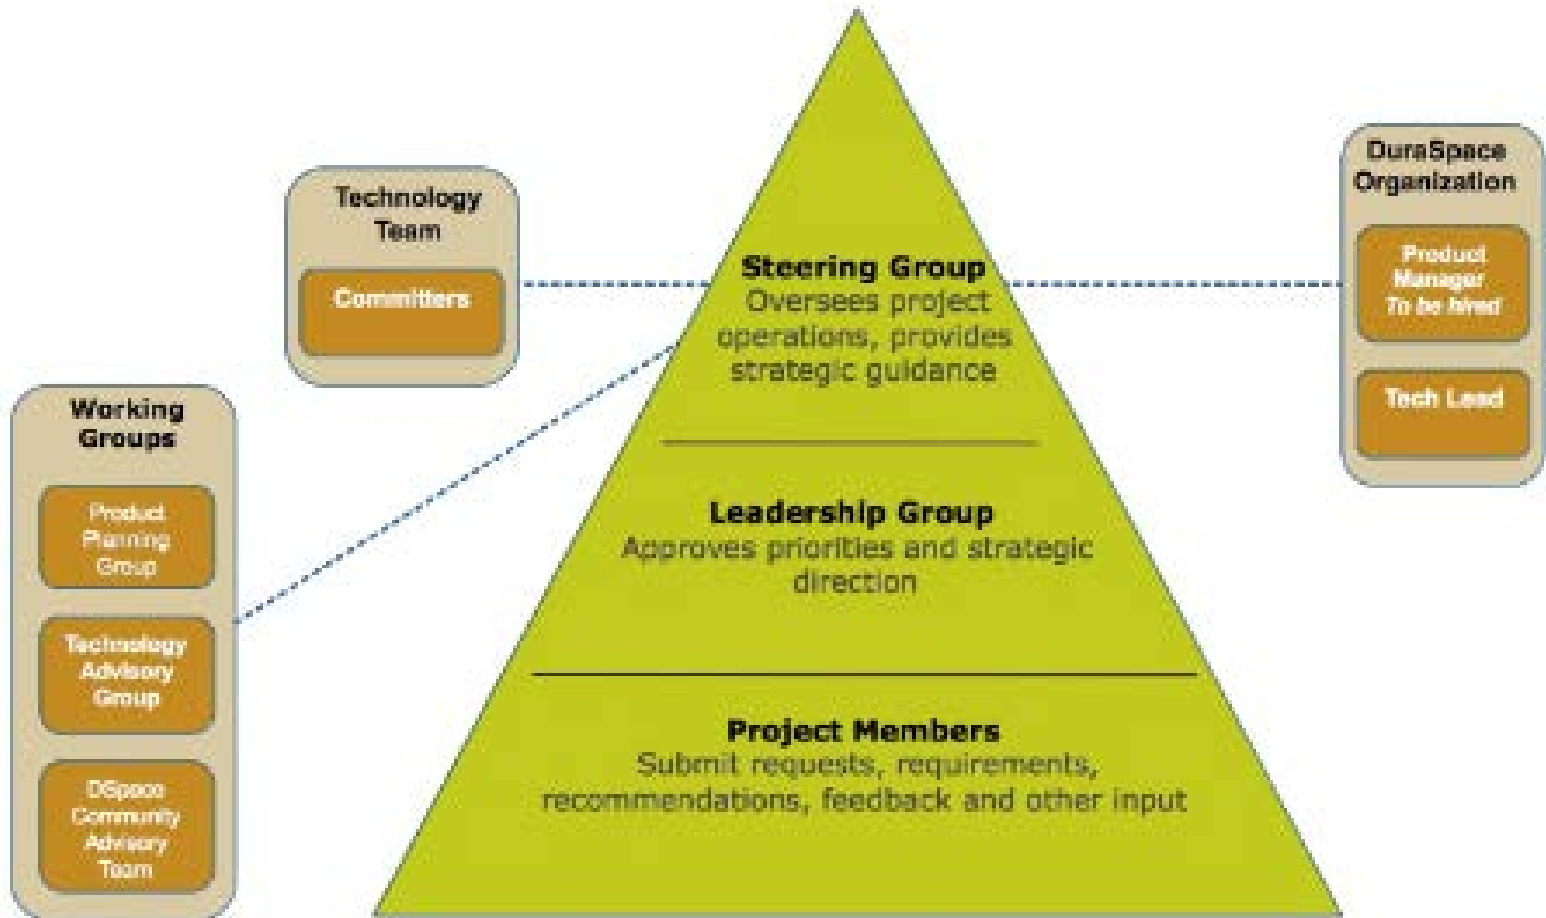 Technology
Team
Committers
Working
Groups
Product
Planning
Group
Technology
Advisory
Group
DSpace
Community
Advisory
Team
Steering Group
Oversees project
operations, provides
strategic guidance
Leadership Group
Approves priorities and strategic
direction
Project Members
Submit requests, requirements,
recommendations, feedback and other input
DuraSpace
Organization
Product
Manager
To be hired
Tech Lead